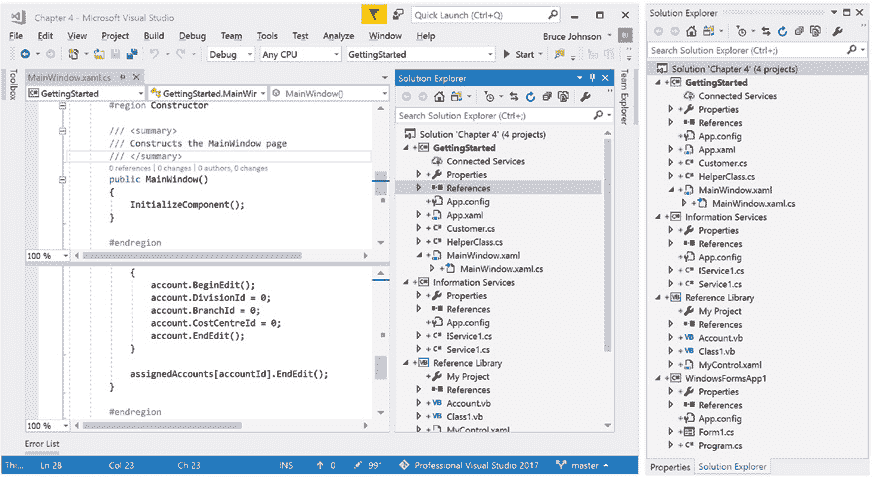 Chapter 4 - Microsoft Visual Studio
Quick Launch (Ctrl+Q)
File Edit View Project Build Debug Team Tools Test Analyze Window Help
Bruce Johnson
Debug Any CPU GettingStarted Start
Toolbox
MainWindow.xaml.cs
GettingStarted GettingStarted.MainWir MainWindow()
#region Constructor
/// <summary>
/// Constructs the MainWindow page
/// </summary>
0 references | 0 changes | 0 authors, 0 changes
public MainWindow()
{
InitializeComponent();
}
#endregion
100 %
{
account.BeginEdit();
account.DivisionId = 0;
account.BranchId = 0;
account.CostCentreId = 0;
account.EndEdit();
}
assignedAccounts[accountId].EndEdit();
}
#endregion
100 %
Error List
Solution Explorer
Search Solution Explorer (Ctrl+;)
Solution 'Chapter 4' (4 projects)
GettingStarted
Connected Services
Properties
References
App.config
App.xaml
Customer.cs
HelperClass.cs
MainWindow.xaml
MainWindow.xaml.cs
Information Services
Properties
References
App.config
IService1.cs
Service1.cs
Reference Library
My Project
References
Account.vb
Class1.vb
MyControl.xaml
Team Explorer
Thi... Ln 28 Col 23 Ch 23 INS 0 99* Professional Visual Studio 2017 master
Solution Explorer
Search Solution Explorer (Ctrl+;)
Solution 'Chapter 4' (4 projects)
GettingStarted
Connected Services
Properties
References
App.config
App.xaml
Customer.cs
HelperClass.cs
MainWindow.xaml
MainWindow.xaml.cs
Information Services
Properties
References
App.config
IService1.cs
Service1.cs
Reference Library
My Project
References
Account.vb
Class1.vb
MyControl.xaml
WindowsFormsApp1
Properties
References
App.config
Form1.cs
Program.cs
Properties Solution Explorer